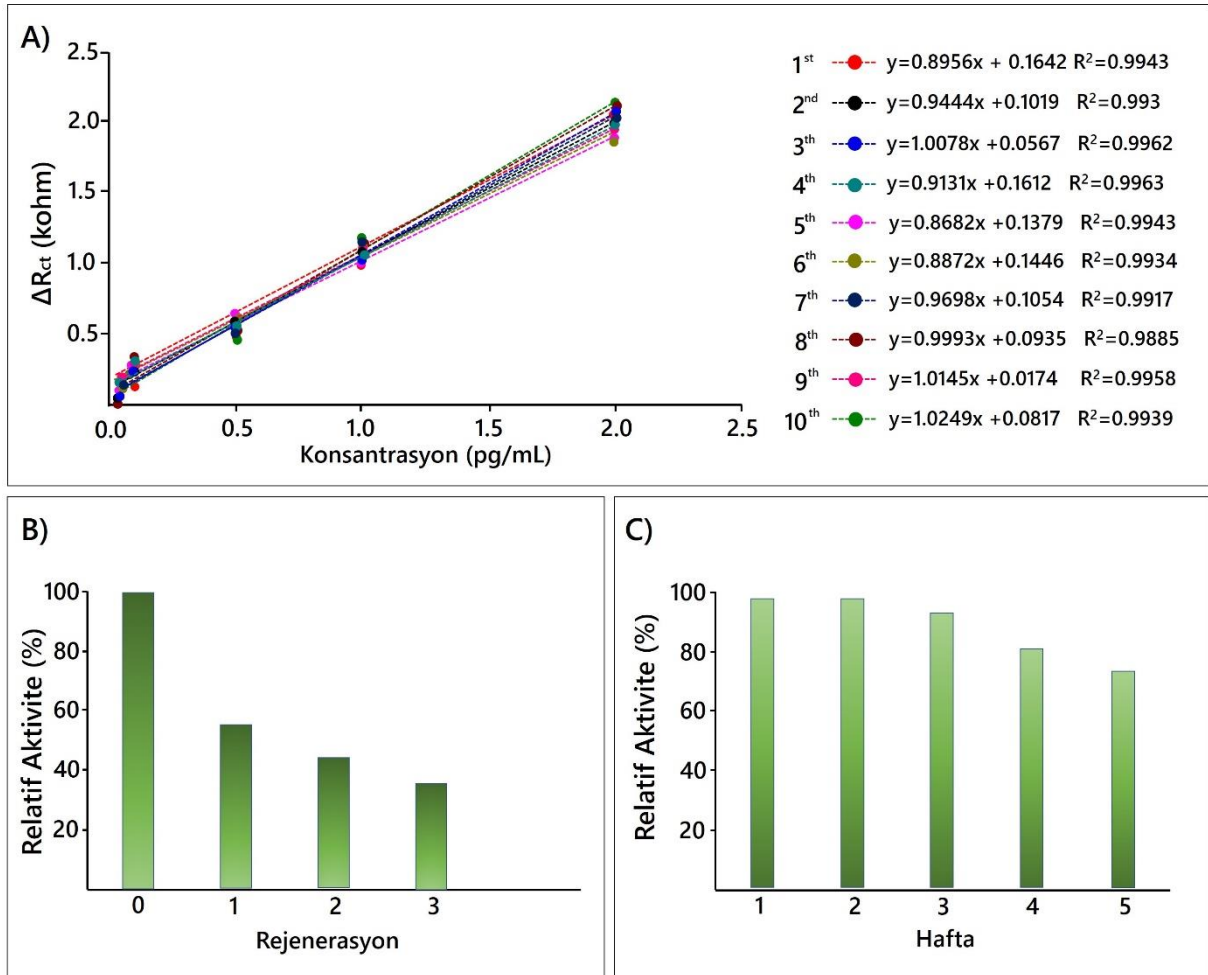 A)
2.5
2.0
1.5
1.0
0.5
0.0 0.5 1.0 1.5 2.0 2.5
ΔRct (kohm)
Konsantrasyon (pg/mL)
1st y=0.8956x + 0.1642 R2=0.9943
2nd y=0.9444x +0.1019 R2=0.993
3th y=1.0078x +0.0567 R2=0.9962
4th y=0.9131x +0.1612 R2=0.9963
5th y=0.8682x +0.1379 R2=0.9943
6th y=0.8872x +0.1446 R2=0.9934
7th y=0.9698x +0.1054 R2=0.9917
8th y=0.9993x +0.0935 R2=0.9885
9th y=1.0145x +0.0174 R2=0.9958
10th y=1.0249x +0.0817 R2=0.9939
B)
Relatif Aktivite (%)
100
80
60
40
20
0 1 2 3
Rejenerasyon
C)
Relatif Aktivite (%)
100
80
60
40
20
1 2 3 4 5
Hafta